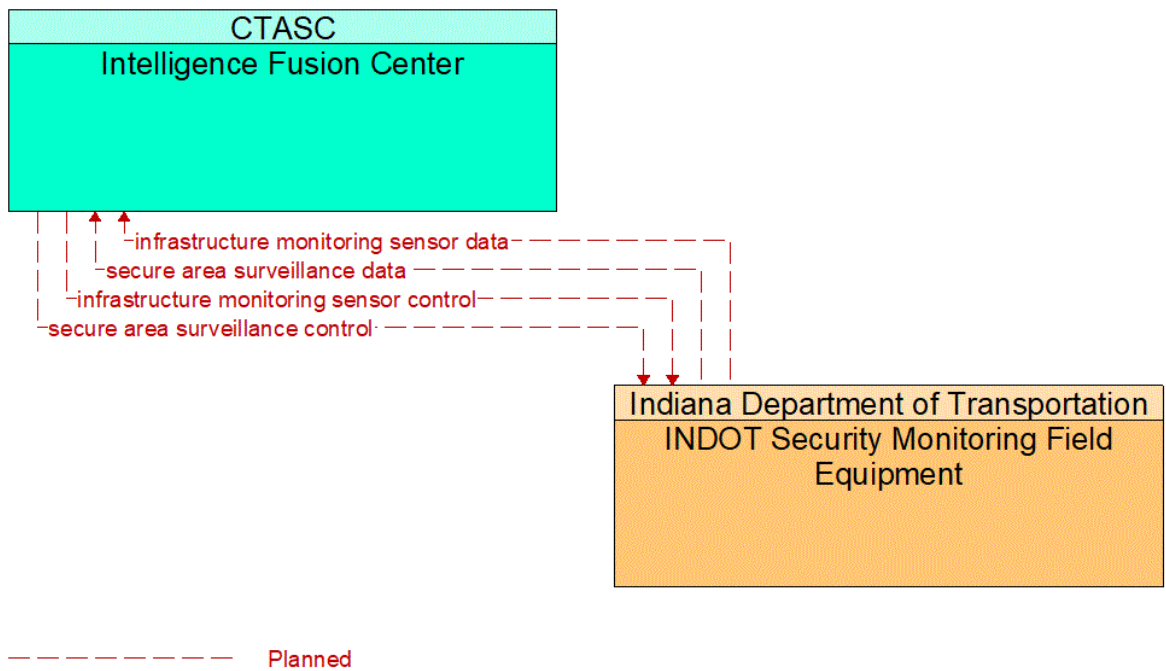 CTASC
Intelligence Fusion Center
infrastructure monitoring sensor data
secure area surveillance data
infrastructure monitoring sensor control
secure area surveillance control
Indiana Department of Transportation
INDOT Security Monitoring Field
Equipment
Planned